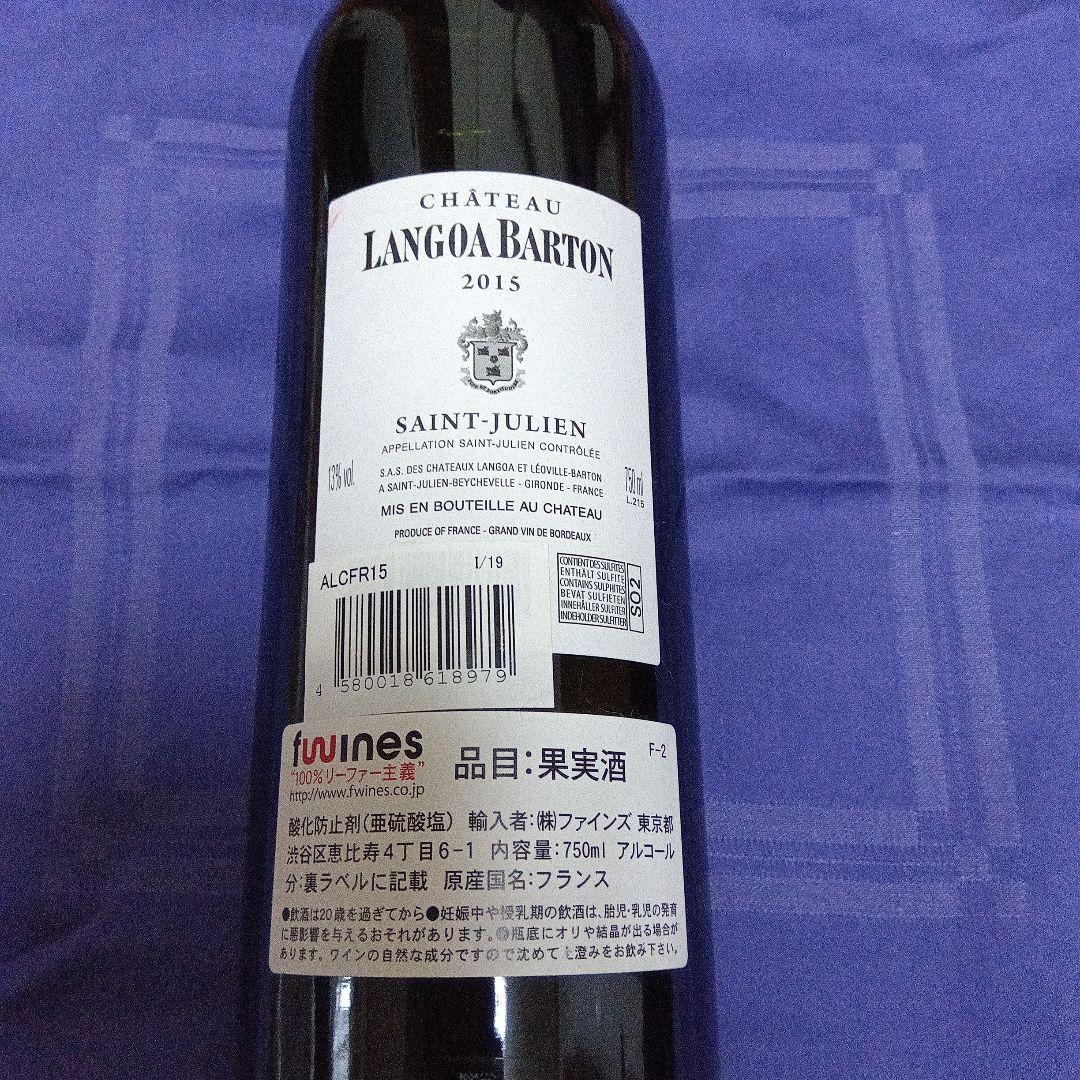 CHÂTEAU
LANGOA BARTON
2015
SAINT-JULIEN
APPELLATION SAINT-JULIEN CONTRÔLÉE
13% vol.
S.A.S. DES CHATEAUX LANGOA ET LÉOVILLE-BARTON
A SAINT-JULIEN-BEYCHEVELLE - GIRONDE - FRANCE
750 ml
L.215
MIS EN BOUTEILLE AU CHATEAU
PRODUCE OF FRANCE - GRAND VIN DE BORDEAUX
CONTIENT DES SULFITES
ENTHÄLT SULFITE
CONTAINS SULPHITES
BEVAT SULFIETEN
INNEHÅLLER SULFITER
INDEHOLDER SULFITTER
SO2
ALCFR15 I/19
4 580018 618979
fwines
"100%リーファー主義"
http://www.fwines.co.jp
品目:果実酒
F-2
酸化防止剤(亜硫酸塩) 輸入者:㈱ファインズ 東京都
渋谷区恵比寿4丁目6-1 内容量:750ml アルコール
分:裏ラベルに記載 原産国名:フランス
●飲酒は20歳を過ぎてから●妊娠中や授乳期の飲酒は、胎児・乳児の発育
に悪影響を与えるおそれがあります。●瓶底にオリや結晶が出る場合が
あります。ワインの自然な成分ですので沈めて上澄みをお飲み下さい。